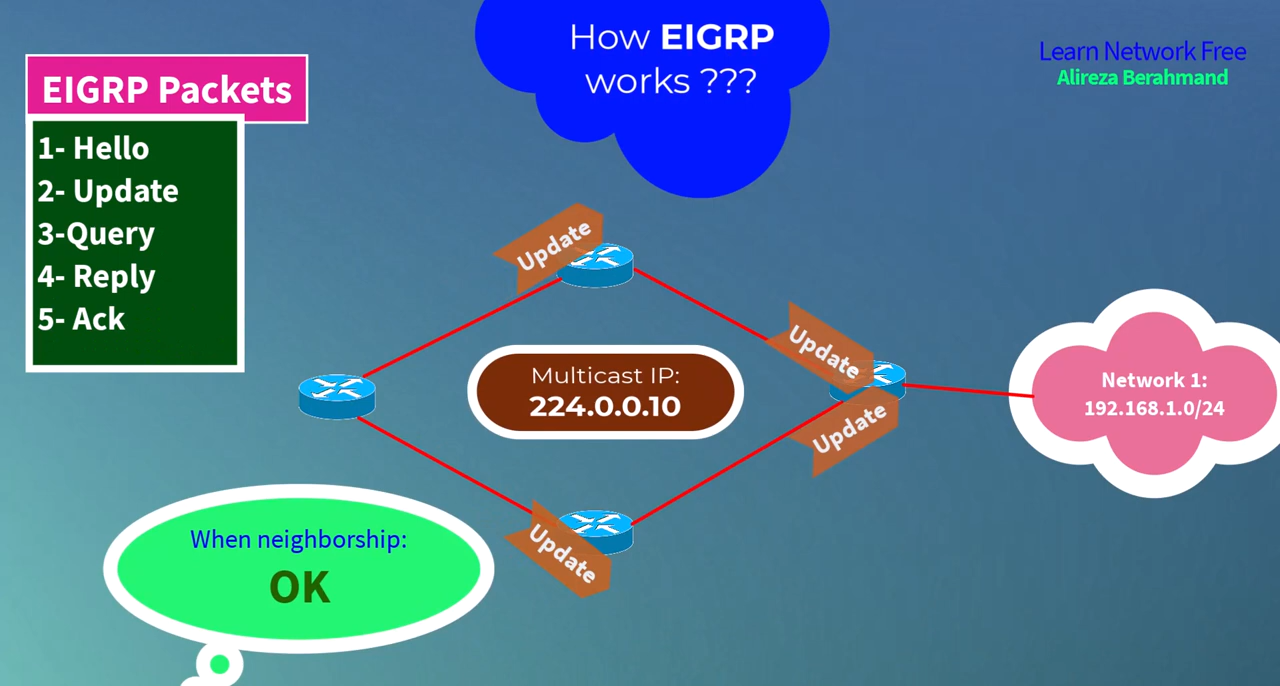 How EIGRP
works ???
Learn Network Free
Alireza Berahmand
EIGRP Packets
1- Hello
2- Update
3-Query
4- Reply
5- Ack
Update
Update
Update
Update
Multicast IP:
224.0.0.10
Network 1:
192.168.1.0/24
When neighborship:
OK